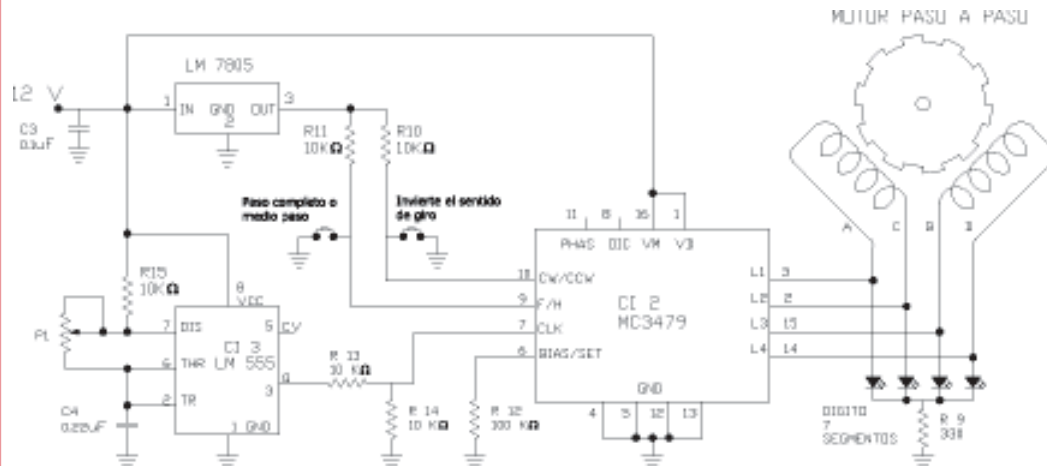 MOTOR PASO A PASO
LM 7805
12 V
1
IN
GND
OUT
3
2
C3
0.1uF
R11
10KΩ
R10
10KΩ
Paso completo o
medio paso
Invierte el sentido
de giro
11
8
16
1
PHAS
OIC
VM
VD
A
C
B
R15
10KΩ
8
VCC
10
CW/CCW
L1
3
9
F/H
CI 2
MC3479
L2
2
P1
7
DIS
5
CV
7
CLK
L3
15
CI 3
LM 555
6
THR
R 13
10 KΩ
6
BIAS/SET
L4
14
Q
3
2
TR
GND
C4
0.22uF
R 14
10 KΩ
R 12
100 KΩ
4
5
12
13
DIGITO
7
SEGMENTOS
R 9
330
1
GND